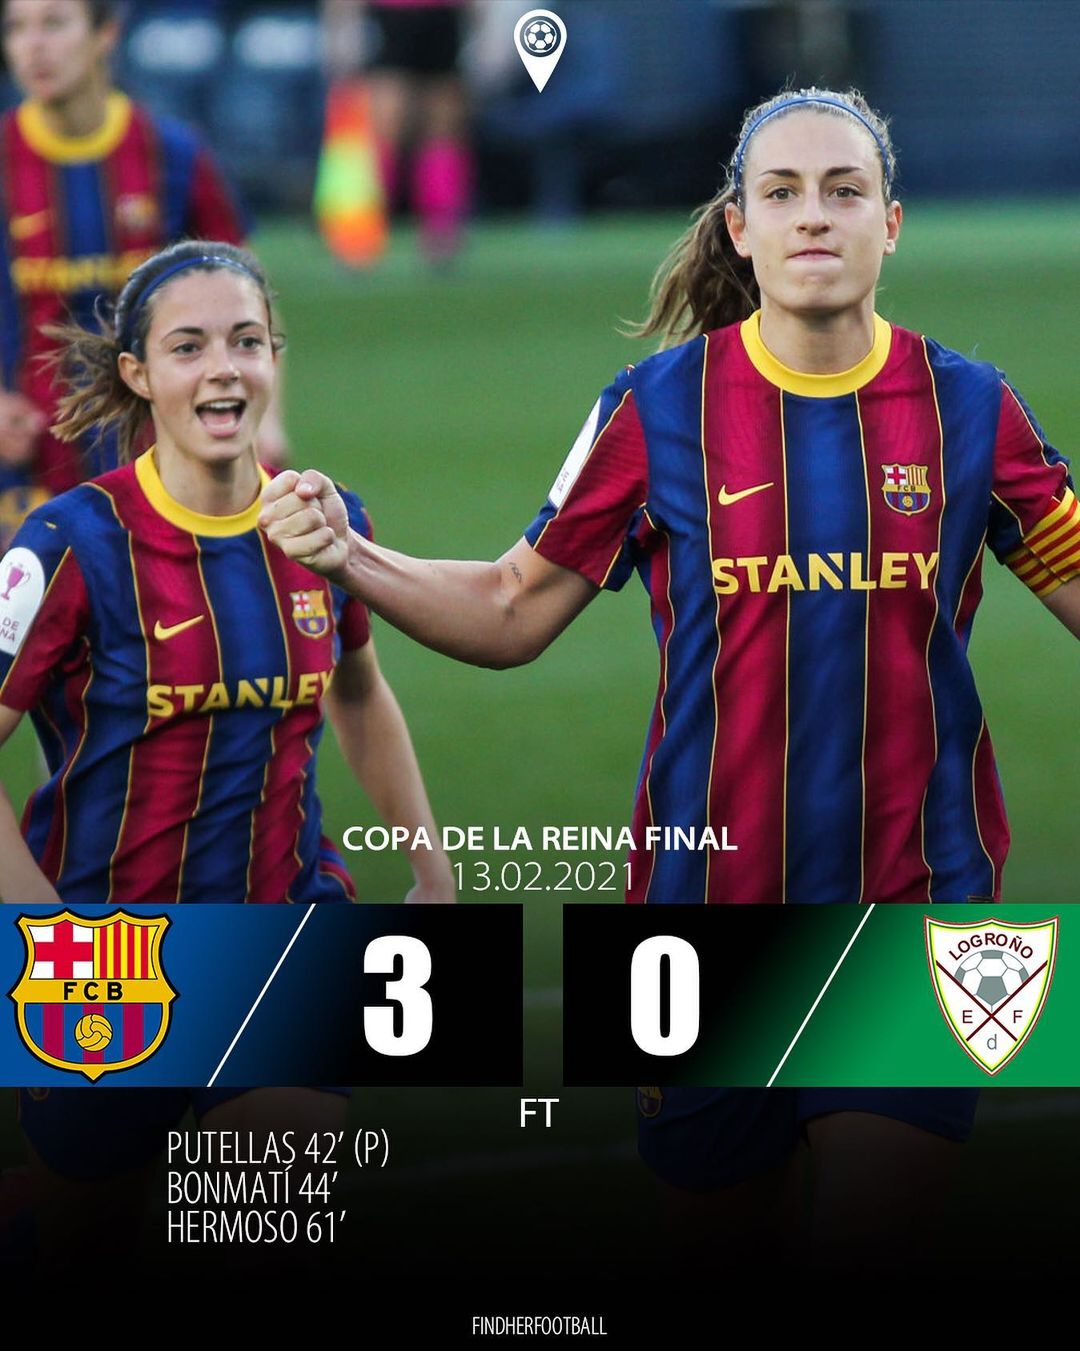 STANLEY
STANLEY
DE
COPA DE LA REINA FINAL
13.02.2021
FCB
3
0
LOGROÑO
E F
d
FT
PUTELLAS 42’ (P)
BONMATÍ 44’
HERMOSO 61’
FINDHERFOOTBALL